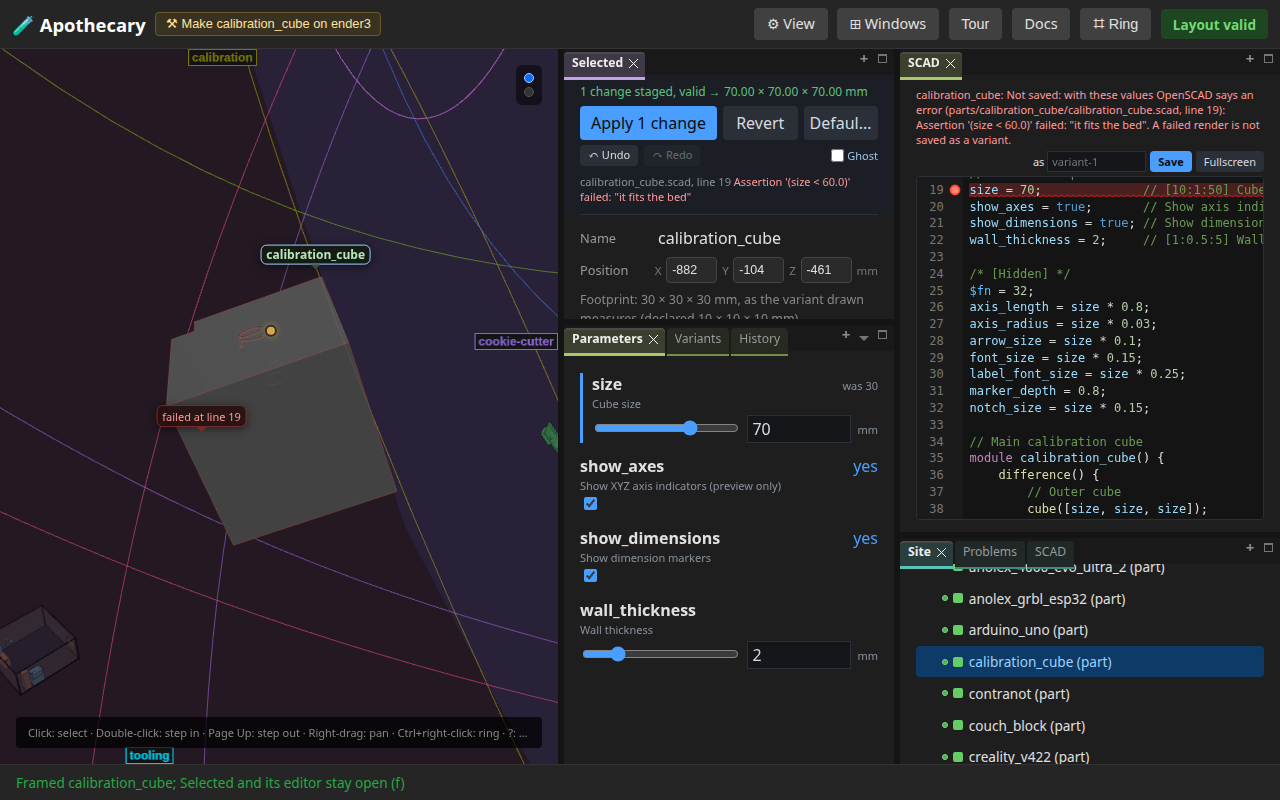 🧪 Apothecary
⚒ Make calibration_cube on ender3
⚙ View
⊞ Windows
Tour
Docs
⌗ Ring
Layout valid
calibration
calibration_cube
cookie-cutter
failed at line 19
Click: select · Double-click: step in · Page Up: step out · Right-drag: pan · Ctrl+right-click: ring · ?: ...
tooling
Selected
1 change staged, valid → 70.00 × 70.00 × 70.00 mm
Apply 1 change
Revert
Defaul...
↶ Undo
↷ Redo
Ghost
calibration_cube.scad, line 19 Assertion '(size < 60.0)'
failed: "it fits the bed"
Name calibration_cube
Position X -882 Y -104 Z -461 mm
Footprint: 30 × 30 × 30 mm, as the variant drawn
measures (declared 10 × 10 × 10 mm)
Parameters
Variants
History
size was 30
Cube size
70 mm
show_axes yes
Show XYZ axis indicators (preview only)
show_dimensions yes
Show dimension markers
wall_thickness
Wall thickness
2 mm
SCAD
calibration_cube: Not saved: with these values OpenSCAD says an
error (parts/calibration_cube/calibration_cube.scad, line 19):
Assertion '(size < 60.0)' failed: "it fits the bed". A failed render is not
saved as a variant.
as variant-1 Save Fullscreen
19 size = 70; // [10:1:50] Cube
20 show_axes = true; // Show axis indi
21 show_dimensions = true; // Show dimension
22 wall_thickness = 2; // [1:0.5:5] Wall
23
24 /* [Hidden] */
25 $fn = 32;
26 axis_length = size * 0.8;
27 axis_radius = size * 0.03;
28 arrow_size = size * 0.1;
29 font_size = size * 0.15;
30 label_font_size = size * 0.25;
31 marker_depth = 0.8;
32 notch_size = size * 0.15;
33
34 // Main calibration cube
35 module calibration_cube() {
36 difference() {
37 // Outer cube
38 cube([size, size, size]);
Site
Problems
SCAD
anolex_4060_evo_ultra_2 (part)
anolex_grbl_esp32 (part)
arduino_uno (part)
calibration_cube (part)
contranot (part)
couch_block (part)
creality_v422 (part)
Framed calibration_cube; Selected and its editor stay open (f)